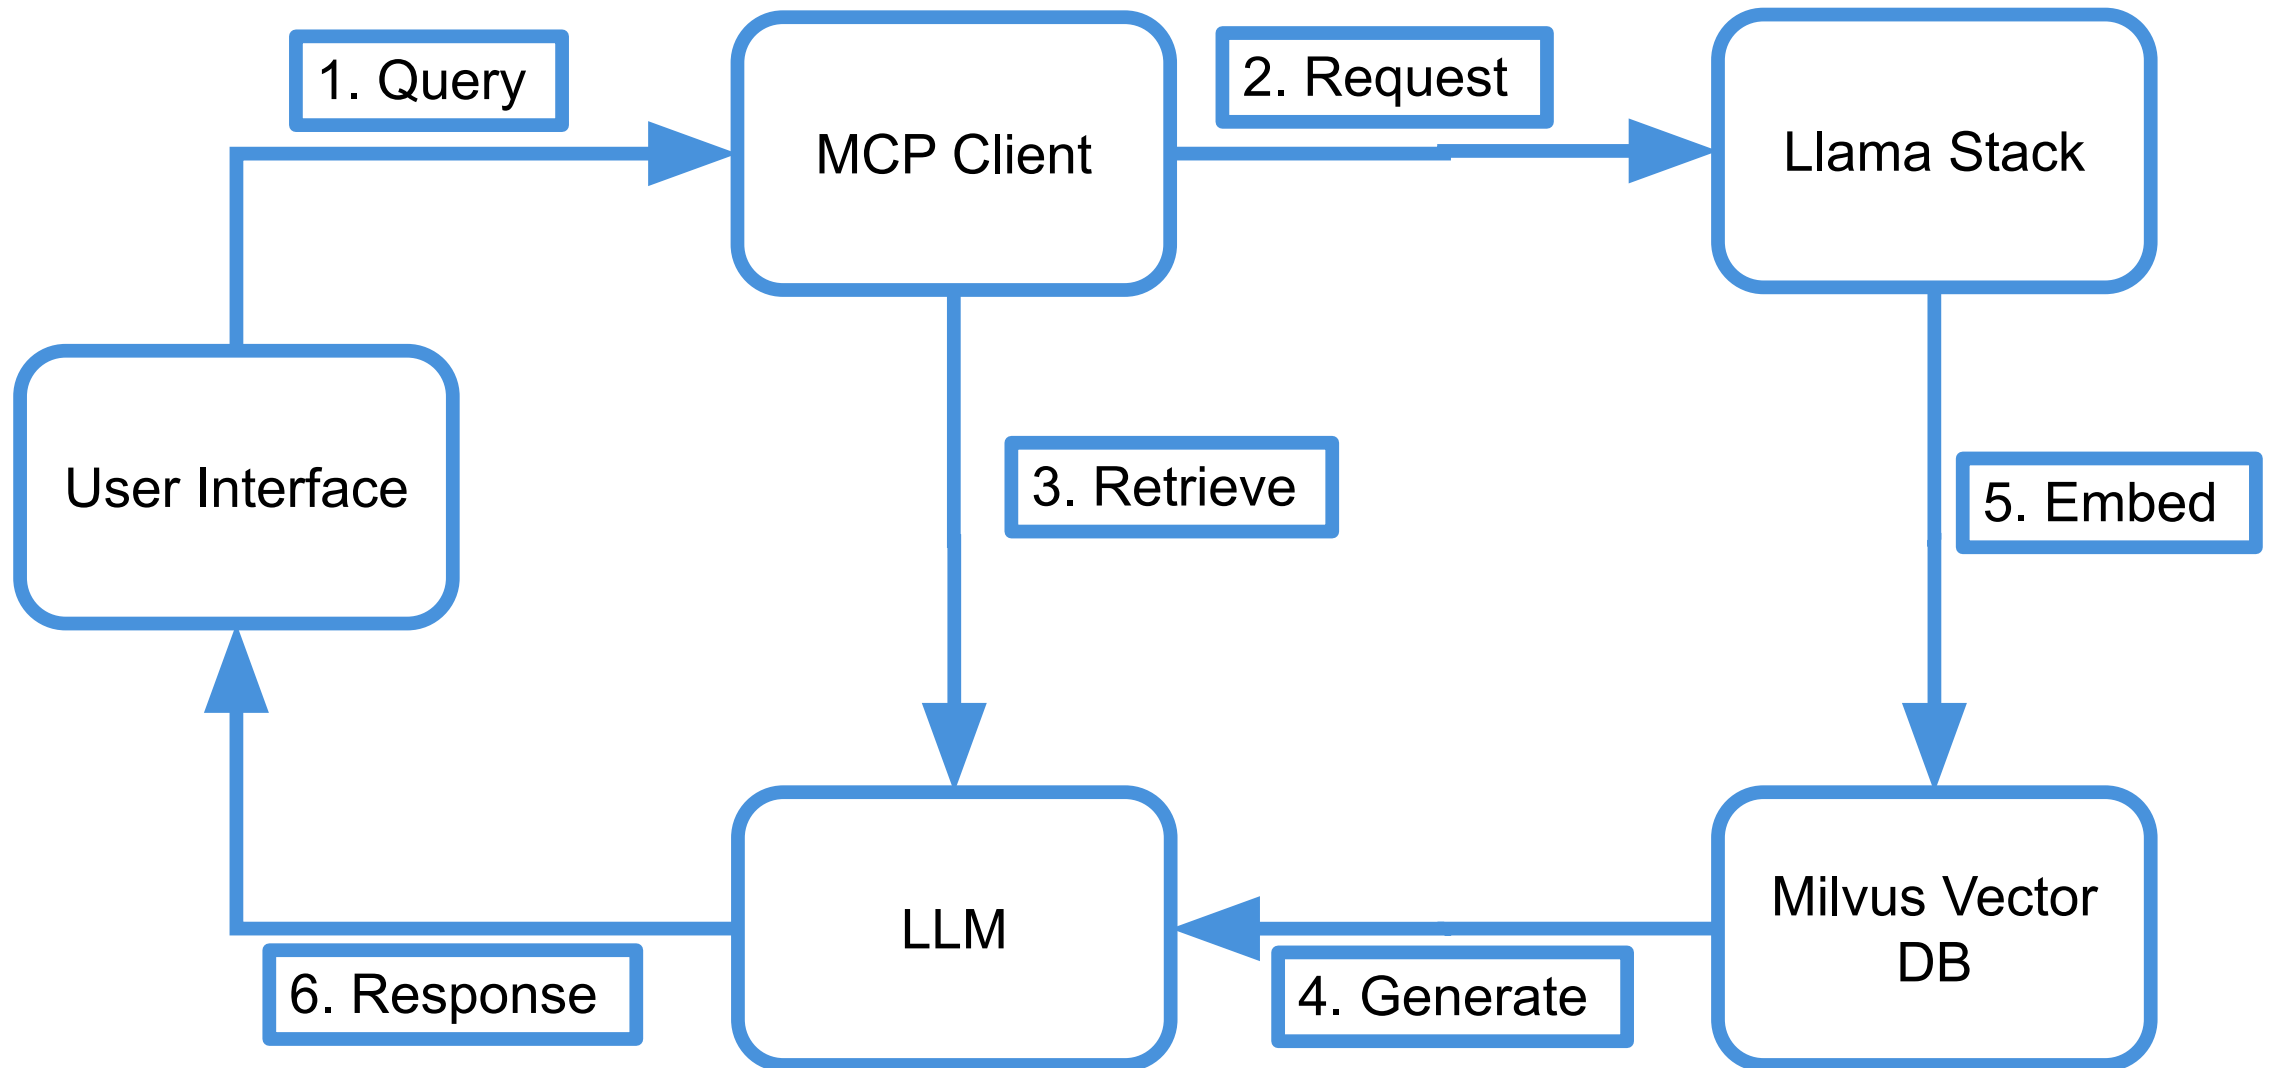 1. Query
MCP Client
2. Request
Llama Stack
User Interface
3. Retrieve
5. Embed
LLM
Milvus Vector
DB
6. Response
4. Generate